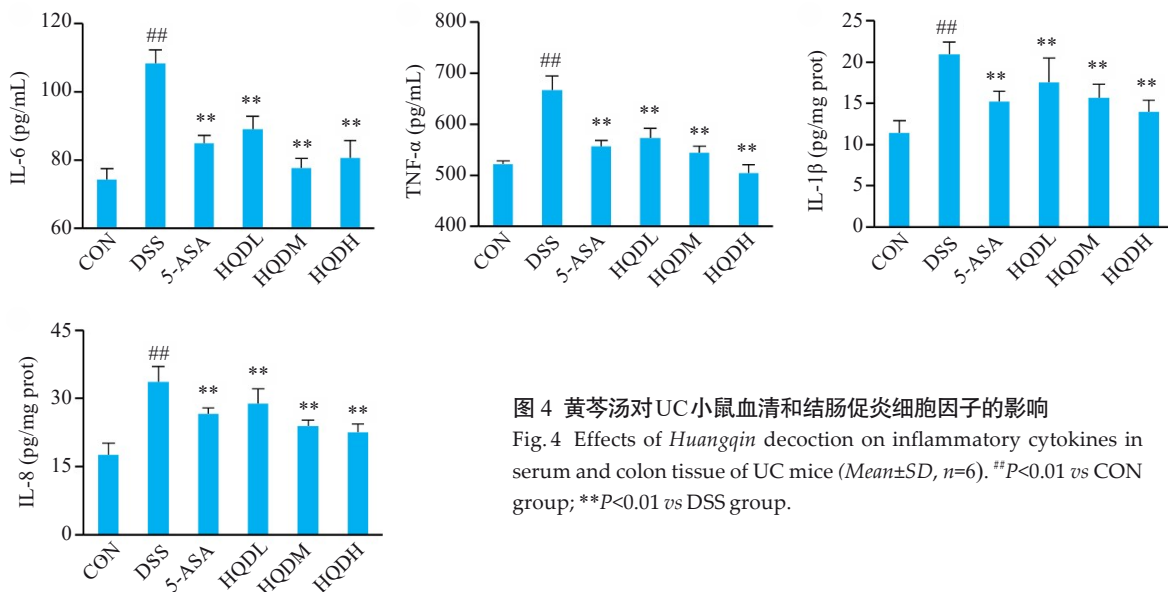 120
100
80
60
IL-6 (pg/mL)
##
**
**
**
**
CON
DSS
5-ASA
HQDL
HQDM
HQDH
800
700
600
500
400
TNF-α (pg/mL)
##
**
**
**
**
CON
DSS
5-ASA
HQDL
HQDM
HQDH
25
20
15
10
5
0
IL-1β (pg/mg prot)
##
**
**
**
**
CON
DSS
5-ASA
HQDL
HQDM
HQDH
45
30
15
0
IL-8 (pg/mg prot)
##
**
**
**
**
CON
DSS
5-ASA
HQDL
HQDM
HQDH
图 4 黄芩汤对UC小鼠血清和结肠促炎细胞因子的影响
Fig. 4 Effects of Huangqin decoction on inflammatory cytokines in
serum and colon tissue of UC mice (Mean±SD, n=6). ##P<0.01 vs CON
group; **P<0.01 vs DSS group.